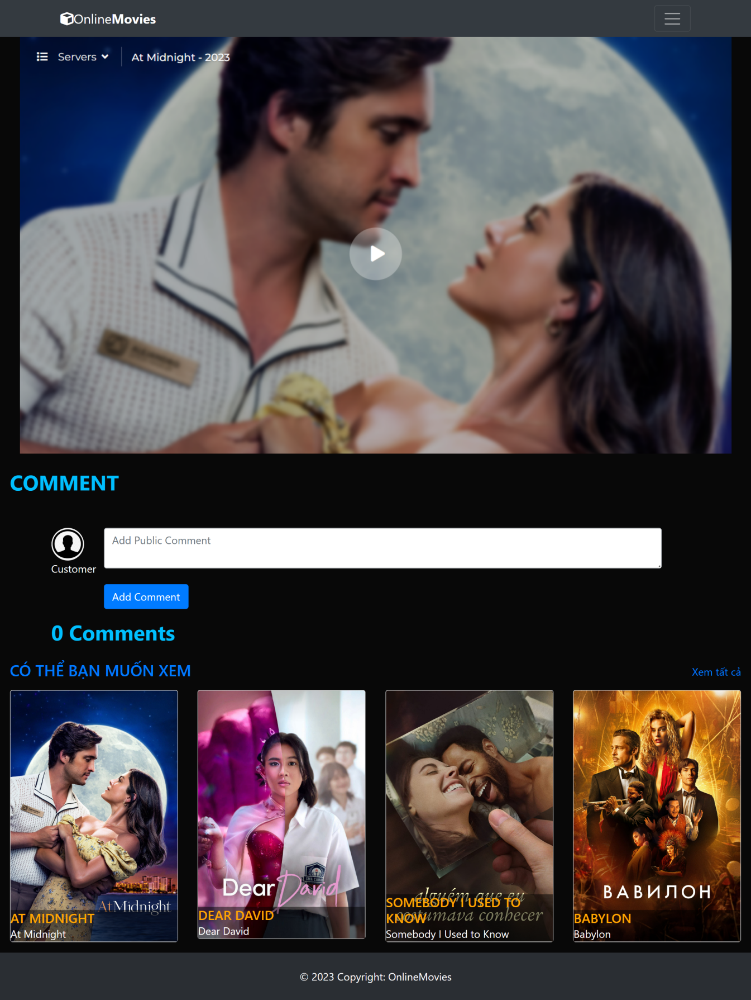 OnlineMovies
Servers
At Midnight - 2023
COMMENT
Add Public Comment
Customer
Add Comment
0 Comments
CÓ THỂ BẠN MUỐN XEM
Xem tất cả
At Midnight
AT MIDNIGHT
At Midnight
Dear David
DEAR DAVID
Dear David
alguém que eu
costumava conhecer
SOMEBODY I USED TO
KNOW
Somebody I Used to Know
ВАВИЛОН
BABYLON
Babylon
© 2023 Copyright: OnlineMovies